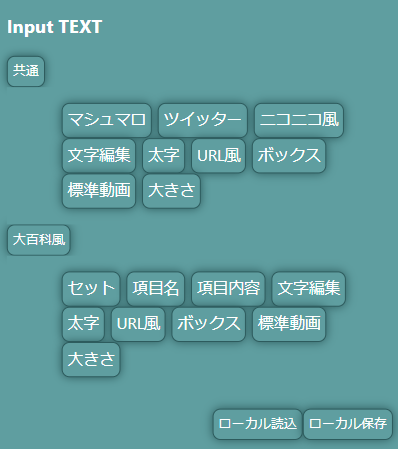 Input TEXT
共通
マシュマロ ツイッター ニコニコ風
文字編集 太字 URL風 ボックス
標準動画 大きさ
大百科風
セット 項目名 項目内容 文字編集
太字 URL風 ボックス 標準動画
大きさ
ローカル読込 ローカル保存